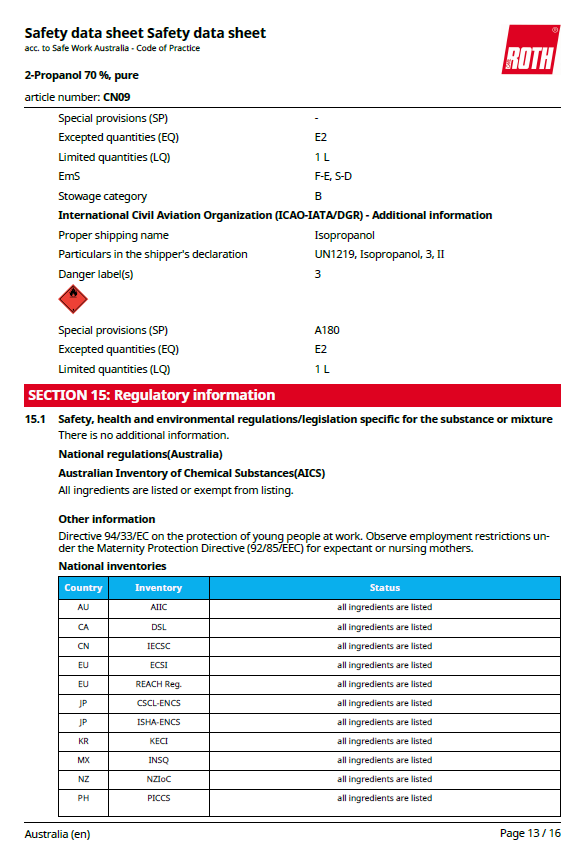 Safety data sheet Safety data sheet
acc. to Safe Work Australia - Code of Practice
ROTH
®
2-Propanol 70 %, pure
article number: CN09
Special provisions (SP) -
Excepted quantities (EQ) E2
Limited quantities (LQ) 1 L
EmS F-E, S-D
Stowage category B
International Civil Aviation Organization (ICAO-IATA/DGR) - Additional information
Proper shipping name Isopropanol
Particulars in the shipper's declaration UN1219, Isopropanol, 3, II
Danger label(s) 3
Special provisions (SP) A180
Excepted quantities (EQ) E2
Limited quantities (LQ) 1 L
SECTION 15: Regulatory information
15.1 Safety, health and environmental regulations/legislation specific for the substance or mixture
There is no additional information.
National regulations(Australia)
Australian Inventory of Chemical Substances(AICS)
All ingredients are listed or exempt from listing.
Other information
Directive 94/33/EC on the protection of young people at work. Observe employment restrictions un-
der the Maternity Protection Directive (92/85/EEC) for expectant or nursing mothers.
National inventories
Country Inventory Status
AU AIIC all ingredients are listed
CA DSL all ingredients are listed
CN IECSC all ingredients are listed
EU ECSI all ingredients are listed
EU REACH Reg. all ingredients are listed
JP CSCL-ENCS all ingredients are listed
JP ISHA-ENCS all ingredients are listed
KR KECI all ingredients are listed
MX INSQ all ingredients are listed
NZ NZIoC all ingredients are listed
PH PICCS all ingredients are listed
Australia (en) Page 13 / 16